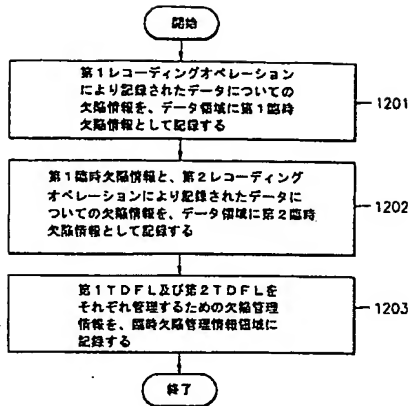 開始
第1レコーディングオペレーション
により記録されたデータについての
欠陥情報を、データ領域に第1臨時
欠陥情報として記録する
1201
第1臨時欠陥情報と、第2レコーディング
オペレーションにより記録されたデータに
ついての欠陥情報を、データ領域に第2臨時
欠陥情報として記録する
1202
第1TDFL及び第2TDFLを
それぞれ管理するための欠陥管理
情報を、臨時欠陥管理情報領域に
記録する
1203
終了